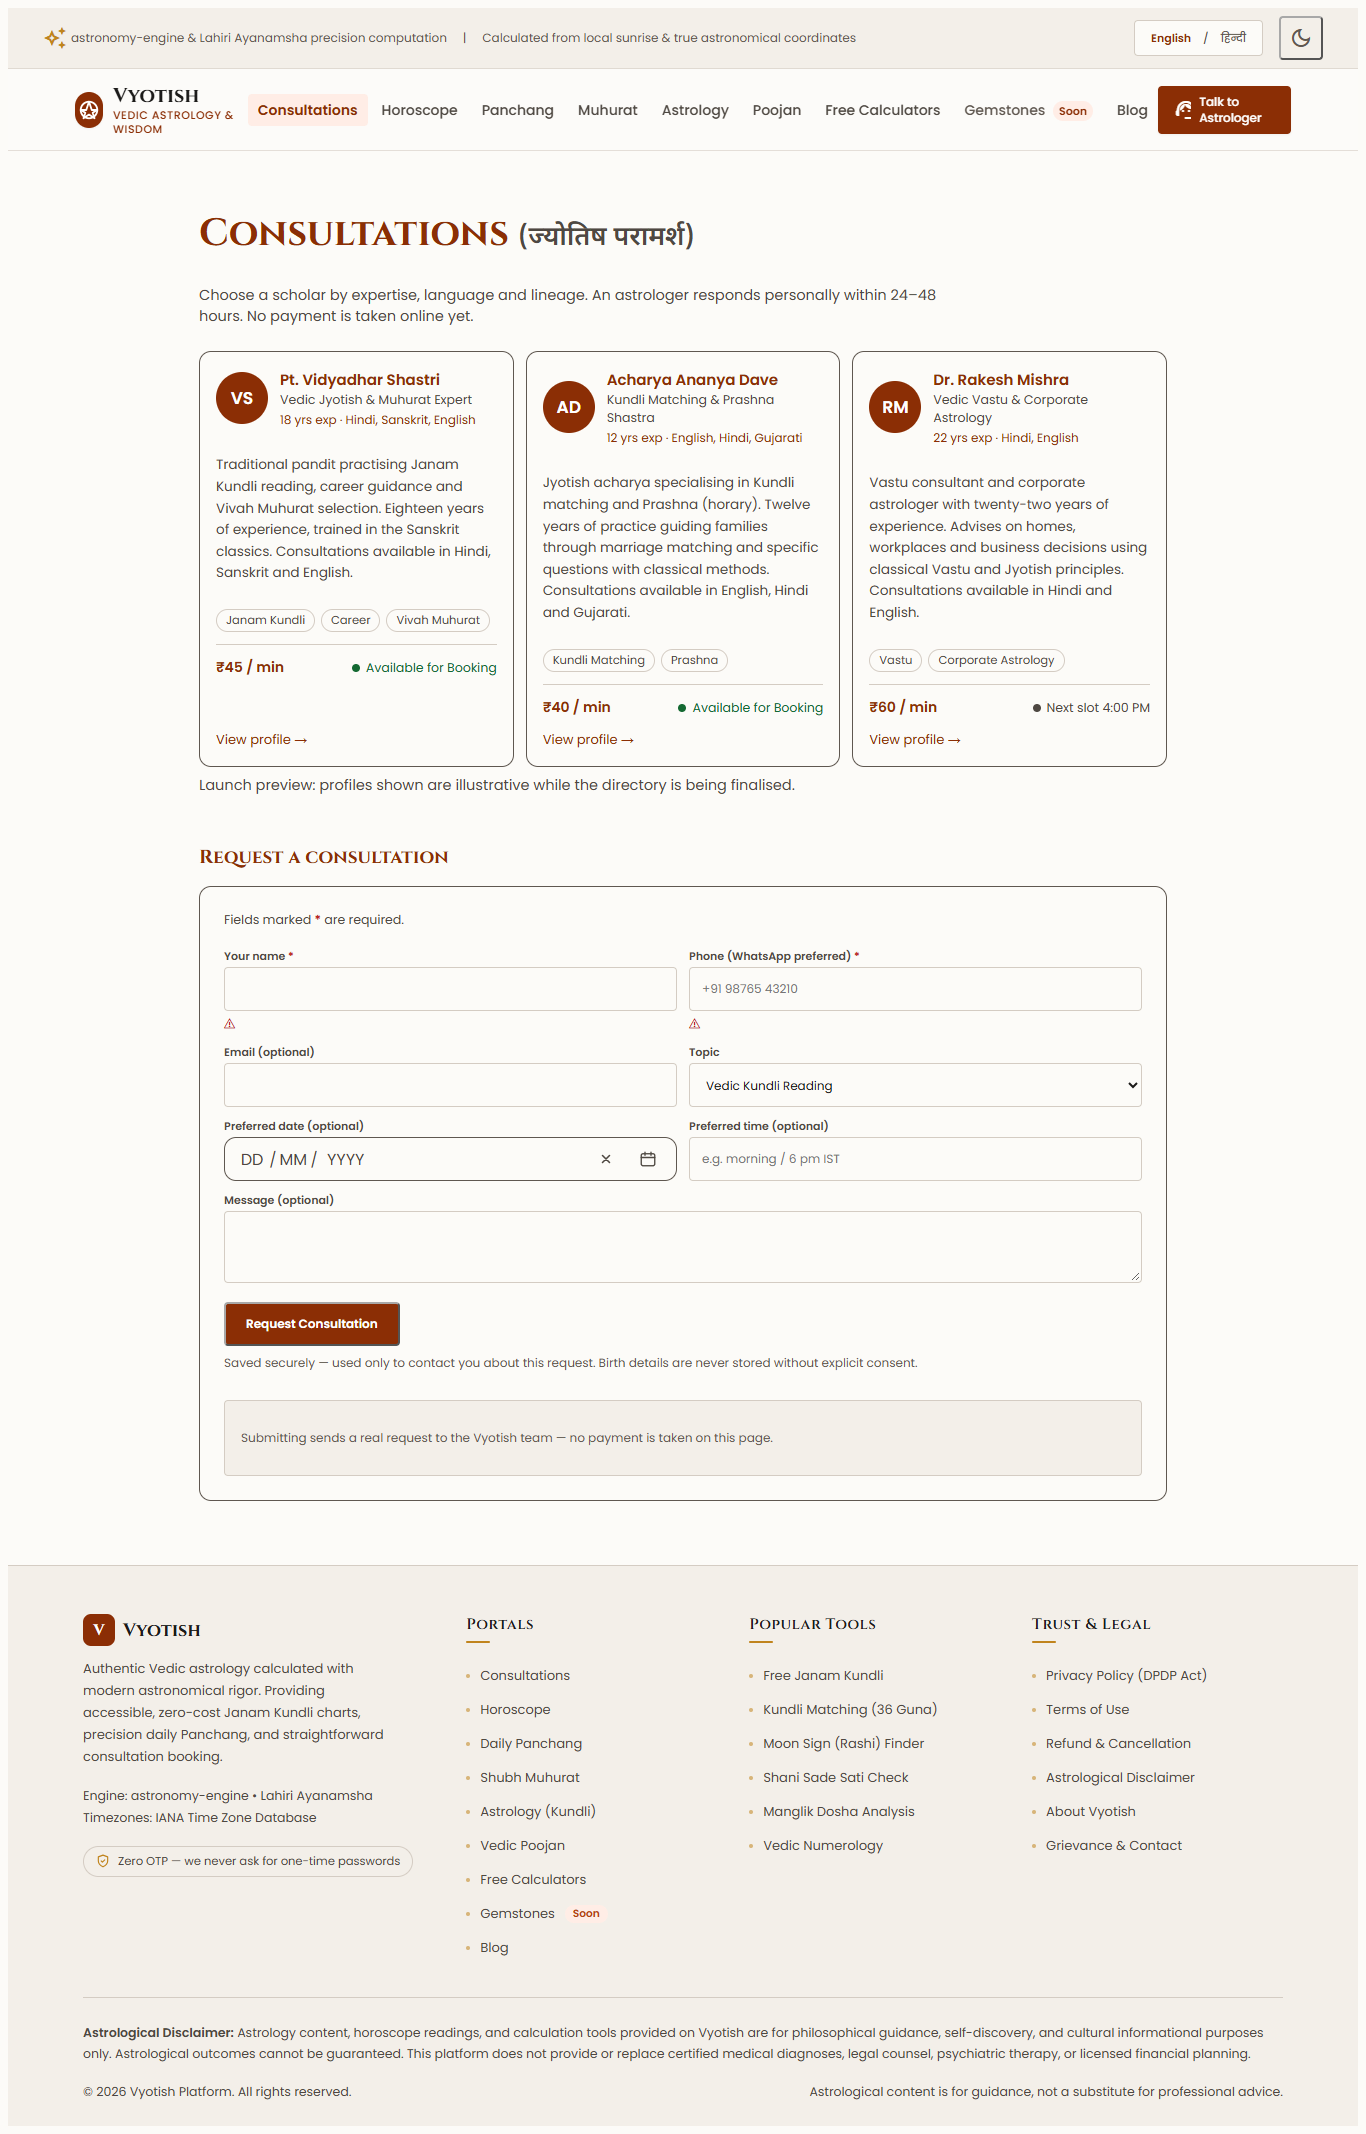 astronomy-engine & Lahiri Ayanamsha precision computation | Calculated from local sunrise & true astronomical coordinates
English / हिन्दी
Vyotish
VEDIC ASTROLOGY &
WISDOM
Consultations Horoscope Panchang Muhurat Astrology Poojan Free Calculators Gemstones Soon Blog
Talk to
Astrologer
Consultations (ज्योतिष परामर्श)
Choose a scholar by expertise, language and lineage. An astrologer responds personally within 24–48
hours. No payment is taken online yet.
VS
Pt. Vidyadhar Shastri
Vedic Jyotish & Muhurat Expert
18 yrs exp · Hindi, Sanskrit, English
Traditional pandit practising Janam
Kundli reading, career guidance and
Vivah Muhurat selection. Eighteen years
of experience, trained in the Sanskrit
classics. Consultations available in Hindi,
Sanskrit and English.
Janam Kundli Career Vivah Muhurat
₹45 / min Available for Booking
View profile →
AD
Acharya Ananya Dave
Kundli Matching & Prashna
Shastra
12 yrs exp · English, Hindi, Gujarati
Jyotish acharya specialising in Kundli
matching and Prashna (horary). Twelve
years of practice guiding families
through marriage matching and specific
questions with classical methods.
Consultations available in English, Hindi
and Gujarati.
Kundli Matching Prashna
₹40 / min Available for Booking
View profile →
RM
Dr. Rakesh Mishra
Vedic Vastu & Corporate
Astrology
22 yrs exp · Hindi, English
Vastu consultant and corporate
astrologer with twenty-two years of
experience. Advises on homes,
workplaces and business decisions using
classical Vastu and Jyotish principles.
Consultations available in Hindi and
English.
Vastu Corporate Astrology
₹60 / min Next slot 4:00 PM
View profile →
Launch preview: profiles shown are illustrative while the directory is being finalised.
Request a consultation
Fields marked * are required.
Your name * Phone (WhatsApp preferred) *
+91 98765 43210
Email (optional) Topic
Vedic Kundli Reading
Preferred date (optional) Preferred time (optional)
DD / MM / YYYY e.g. morning / 6 pm IST
Message (optional)
Request Consultation
Saved securely — used only to contact you about this request. Birth details are never stored without explicit consent.
Submitting sends a real request to the Vyotish team — no payment is taken on this page.
V Vyotish
Authentic Vedic astrology calculated with
modern astronomical rigor. Providing
accessible, zero-cost Janam Kundli charts,
precision daily Panchang, and straightforward
consultation booking.
Engine: astronomy-engine • Lahiri Ayanamsha
Timezones: IANA Time Zone Database
Zero OTP — we never ask for one-time passwords
Portals
Consultations
Horoscope
Daily Panchang
Shubh Muhurat
Astrology (Kundli)
Vedic Poojan
Free Calculators
Gemstones Soon
Blog
Popular Tools
Free Janam Kundli
Kundli Matching (36 Guna)
Moon Sign (Rashi) Finder
Shani Sade Sati Check
Manglik Dosha Analysis
Vedic Numerology
Trust & Legal
Privacy Policy (DPDP Act)
Terms of Use
Refund & Cancellation
Astrological Disclaimer
About Vyotish
Grievance & Contact
Astrological Disclaimer: Astrology content, horoscope readings, and calculation tools provided on Vyotish are for philosophical guidance, self-discovery, and cultural informational purposes
only. Astrological outcomes cannot be guaranteed. This platform does not provide or replace certified medical diagnoses, legal counsel, psychiatric therapy, or licensed financial planning.
© 2026 Vyotish Platform. All rights reserved. Astrological content is for guidance, not a substitute for professional advice.